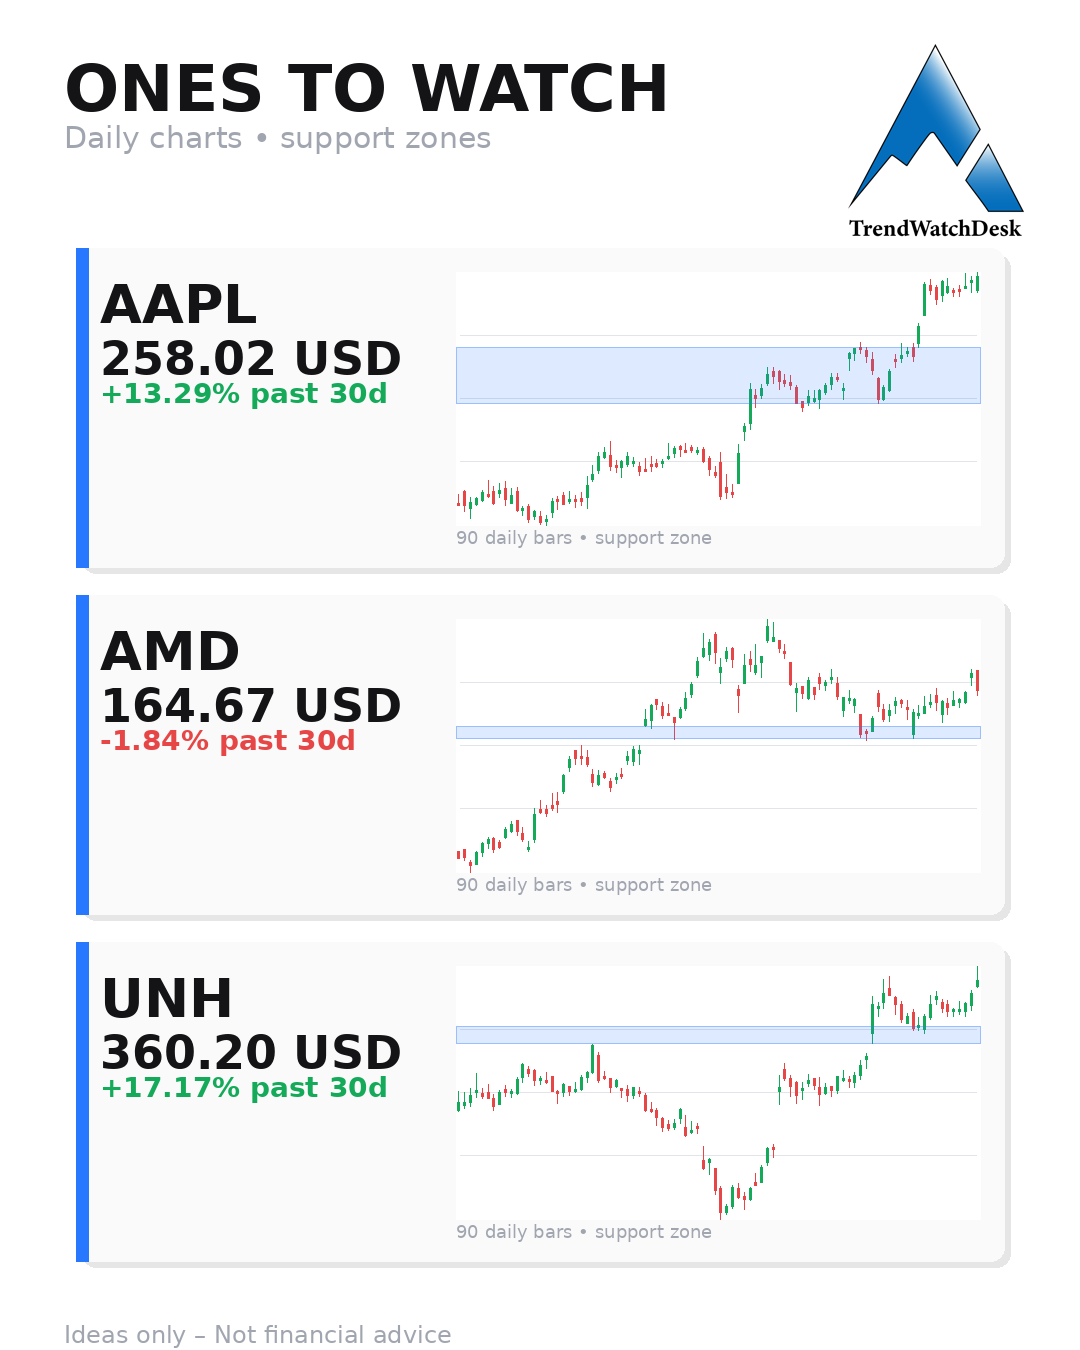 ONES TO WATCH
Daily charts • support zones
TrendWatchDesk
AAPL
258.02 USD
+13.29% past 30d
90 daily bars • support zone
AMD
164.67 USD
-1.84% past 30d
90 daily bars • support zone
UNH
360.20 USD
+17.17% past 30d
90 daily bars • support zone
Ideas only – Not financial advice